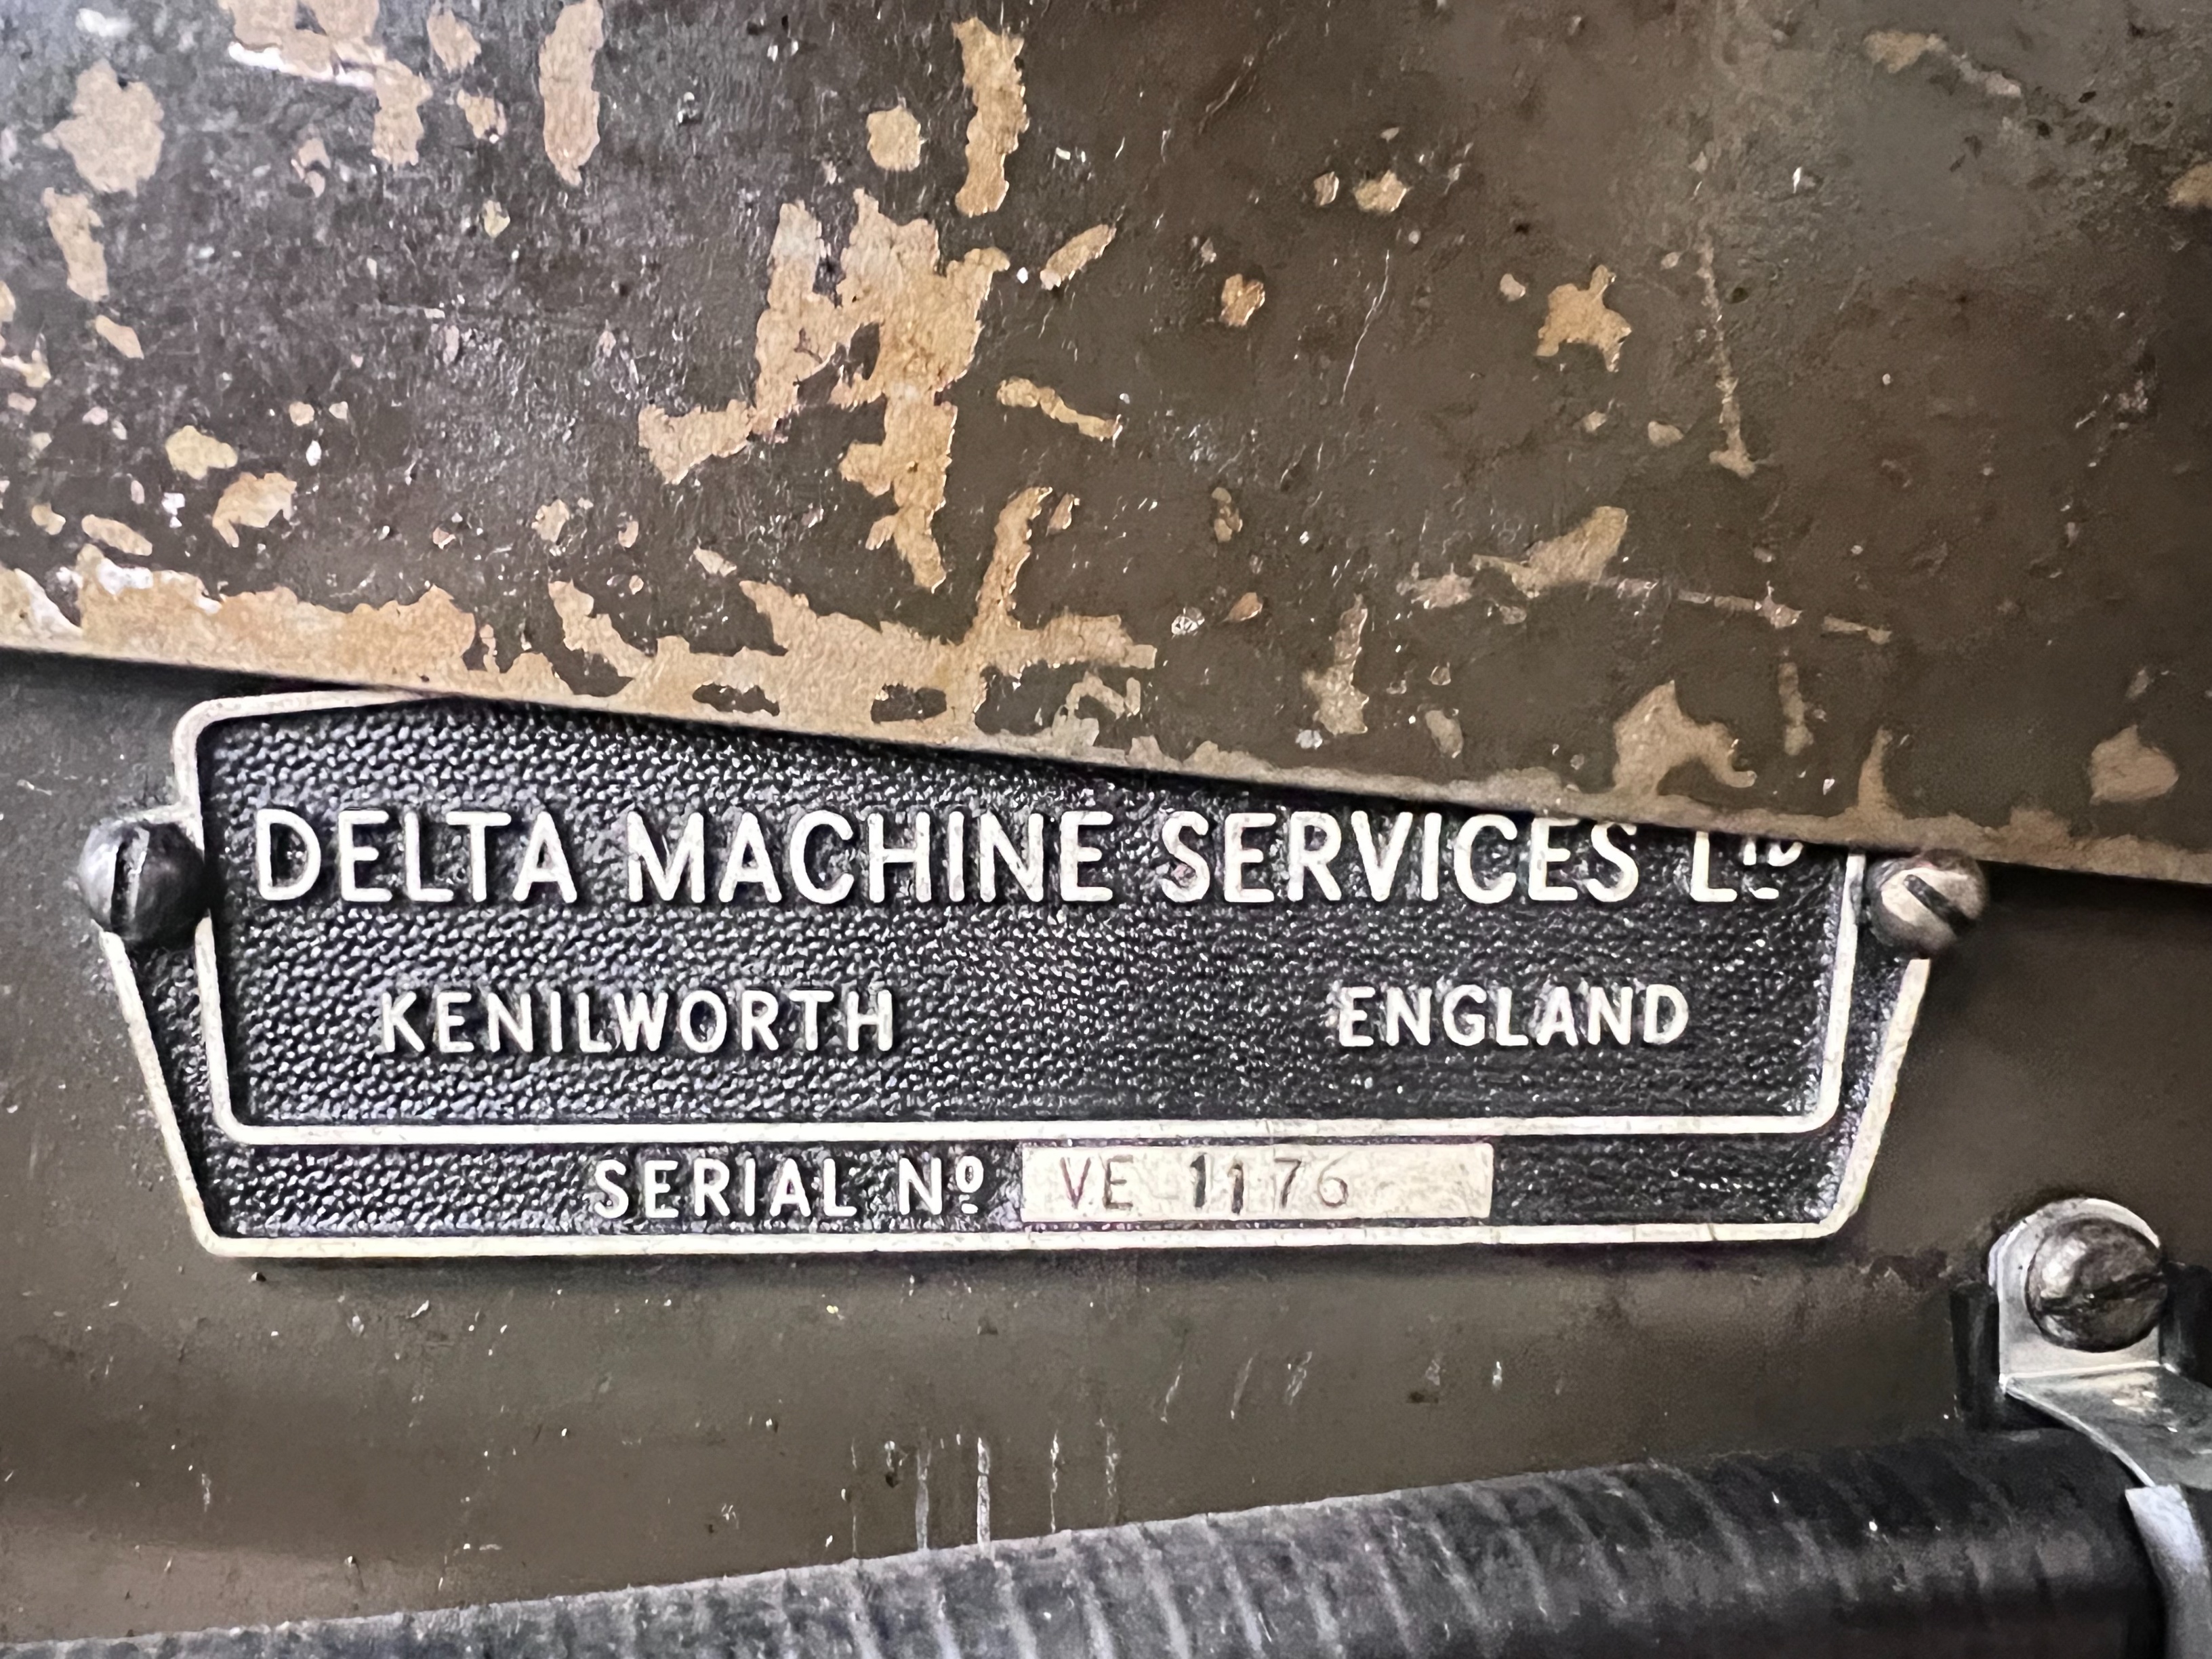 DELTA MACHINE SERVICES LTD
KENILWORTH ENGLAND
SERIAL Nº VE 1176